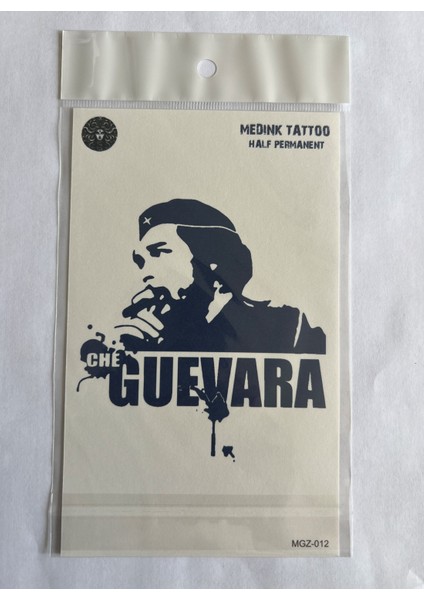 MEDINK TATTOO
HALF PERMANENT
CHE
GUEVARA
MGZ-012